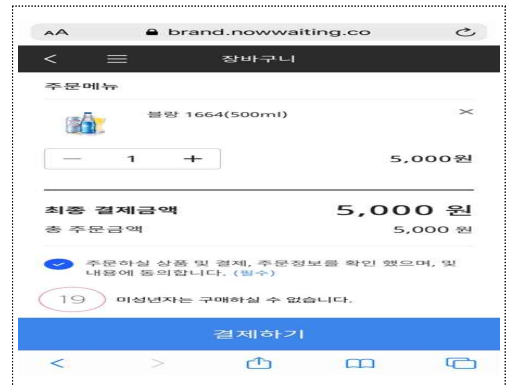 AA brand.nowwaiting.co
장바구니
주문메뉴
블랑 1664(500ml)
1
5,000원
최종 결제금액 5,000 원
총 주문금액 5,000 원
주문하실 상품 및 결제, 주문정보를 확인 했으며, 및
내용에 동의합니다. (필수)
19 미성년자는 구매하실 수 없습니다.
결제하기